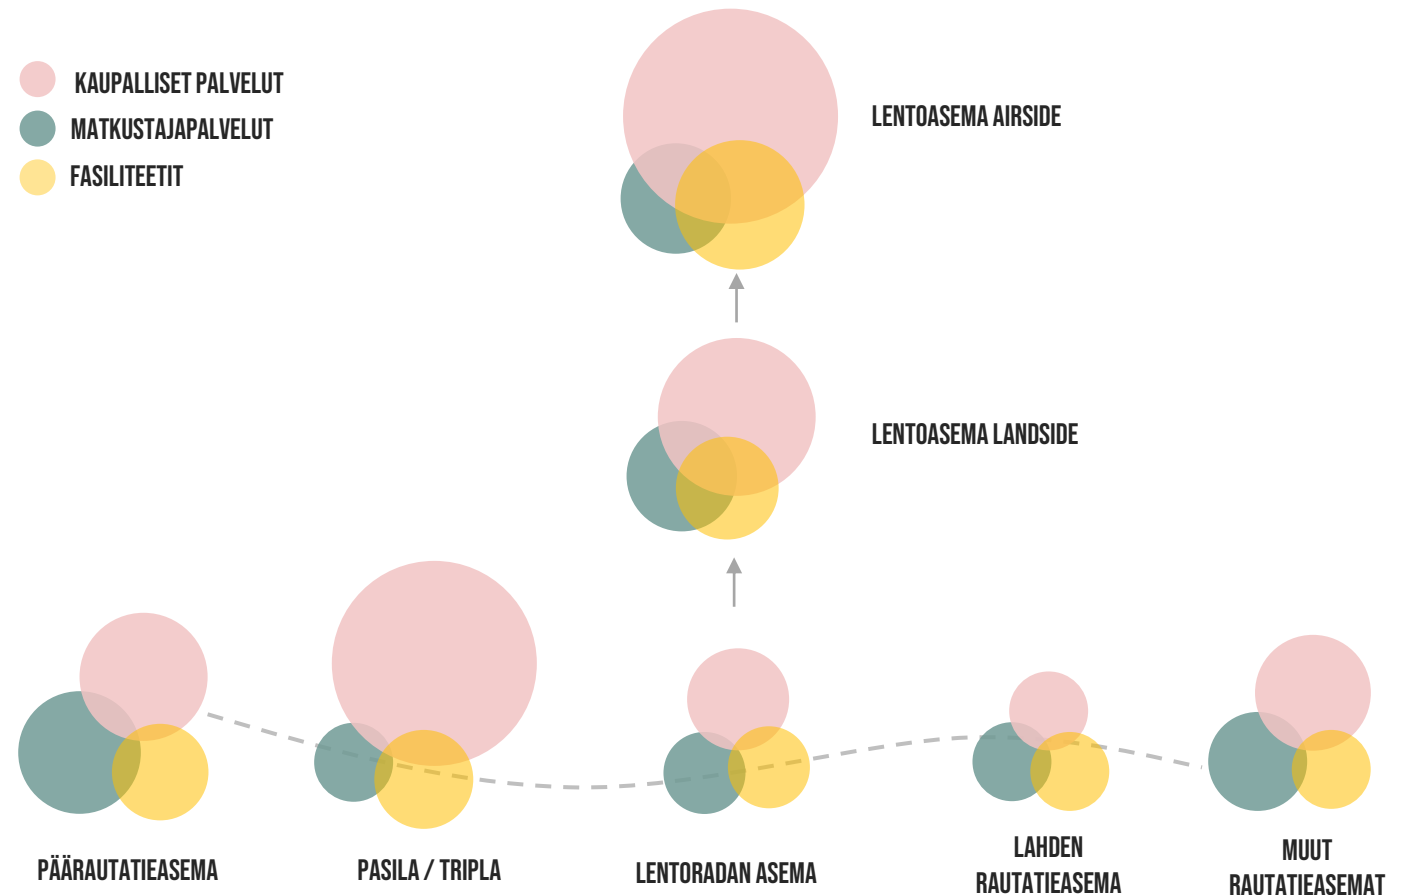 KAUPALLISET PALVELUT
MATKUSTAJAPALVELUT
FASILITEETIT
LENTOASEMA AIRSIDE
LENTOASEMA LANDSIDE
PÄÄRAUTATIEASEMA
PASILA / TRIPLA
LENTORADAN ASEMA
LAHDEN
RAUTATIEASEMA
MUUT
RAUTATIEASEMAT